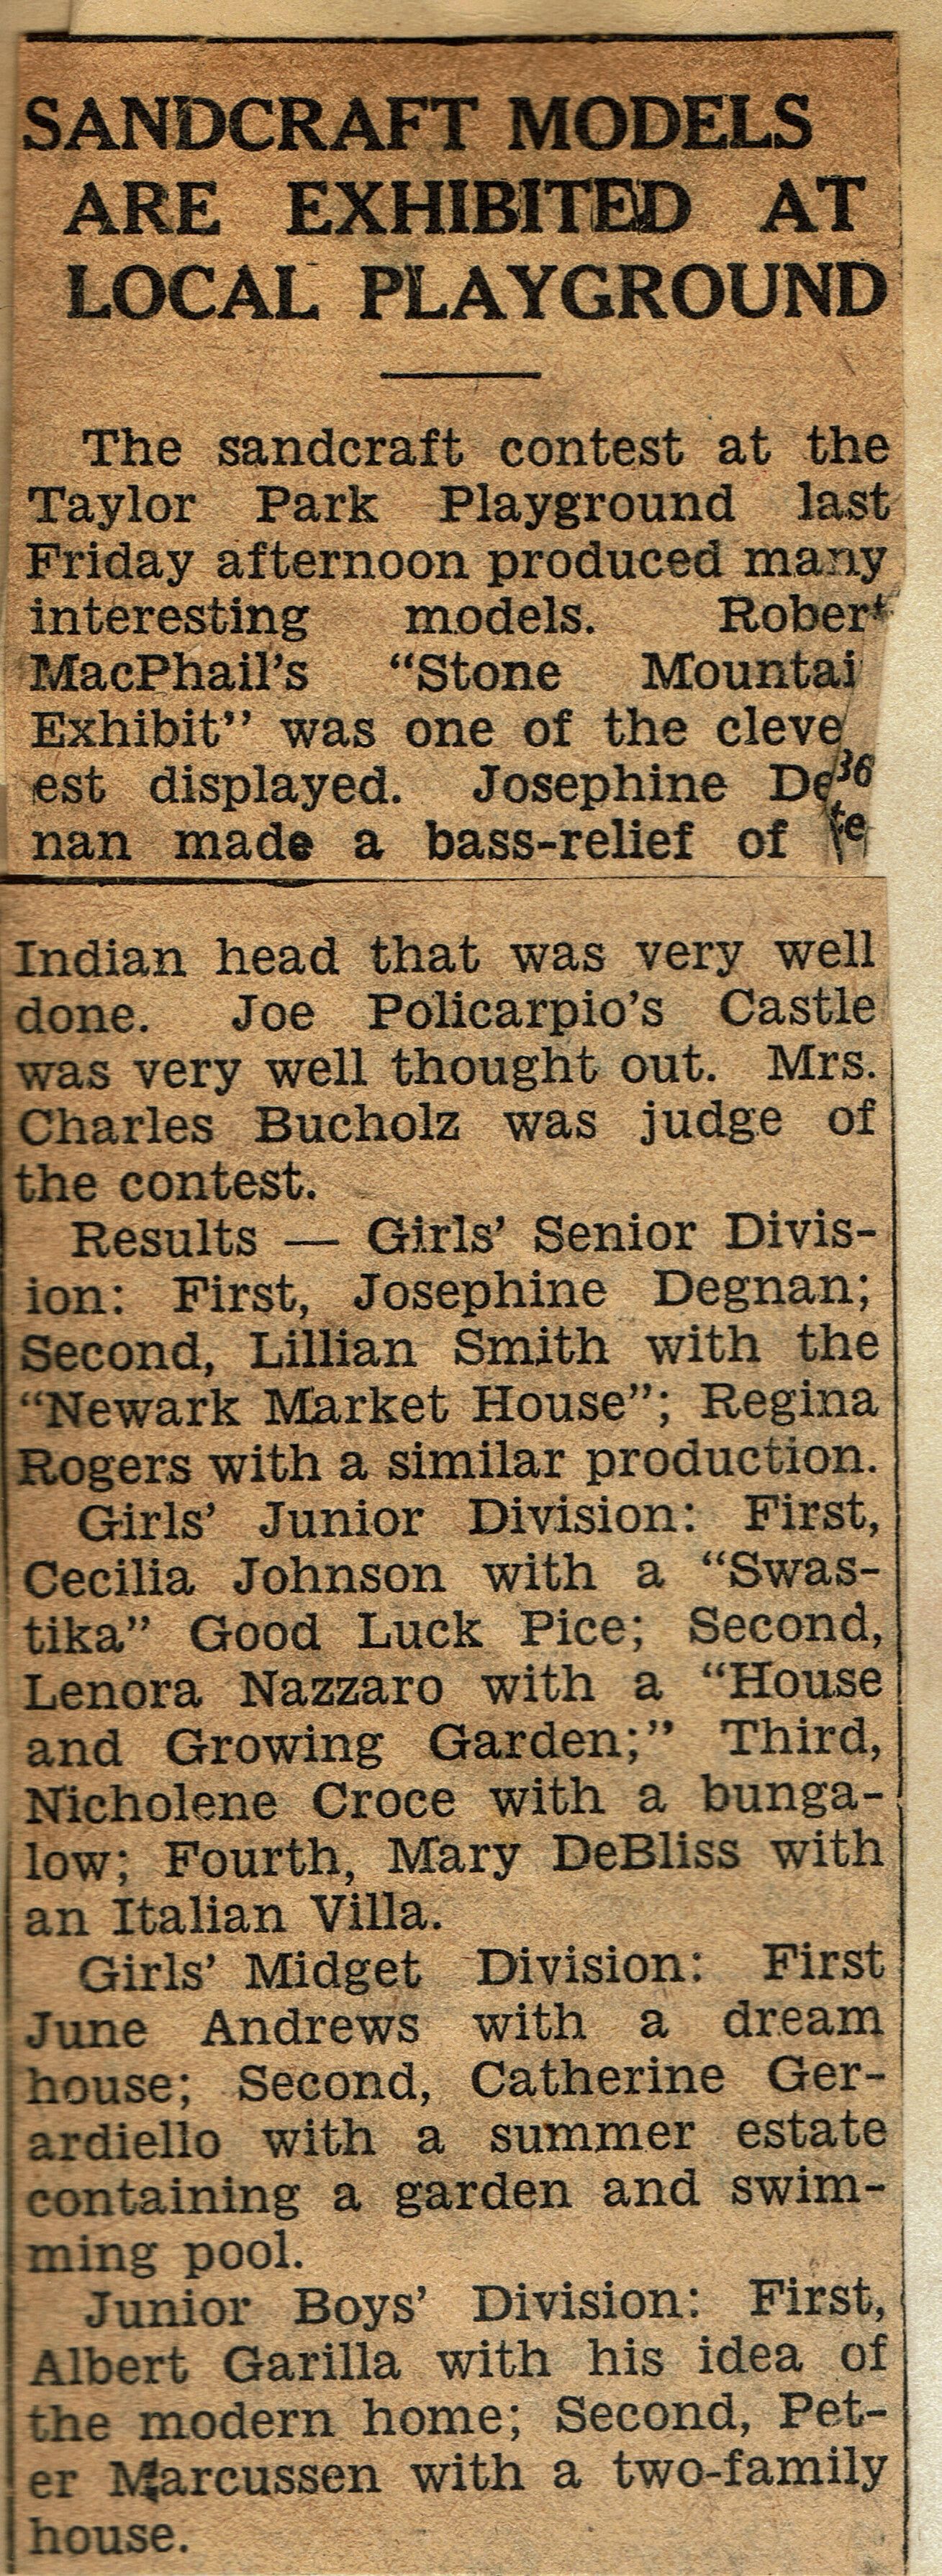 SANDCRAFT MODELS
ARE EXHIBITED AT
LOCAL PLAYGROUND
The sandcraft contest at the
Taylor Park Playground last
Friday afternoon produced many
interesting models. Robert
MacPhail's "Stone Mountai
Exhibit" was one of the cleve
est displayed. Josephine De
36
nan made a bass-relief of
te
Indian head that was very well
done. Joe Policarpio's Castle
was very well thought out. Mrs.
Charles Bucholz was judge of
the contest.
Results — Girls' Senior Divis-
ion: First, Josephine Degnan;
Second, Lillian Smith with the
"Newark Market House"; Regina
Rogers with a similar production.
Girls' Junior Division: First,
Cecilia Johnson with a "Swas-
tika" Good Luck Pice; Second,
Lenora Nazzaro with a "House
and Growing Garden;" Third,
Nicholene Croce with a bunga-
low; Fourth, Mary DeBliss with
an Italian Villa.
Girls' Midget Division: First
June Andrews with a dream
house; Second, Catherine Ger-
ardiello with a summer estate
containing a garden and swim-
ming pool.
Junior Boys' Division: First,
Albert Garilla with his idea of
the modern home; Second, Pet-
er Marcussen with a two-family
house.